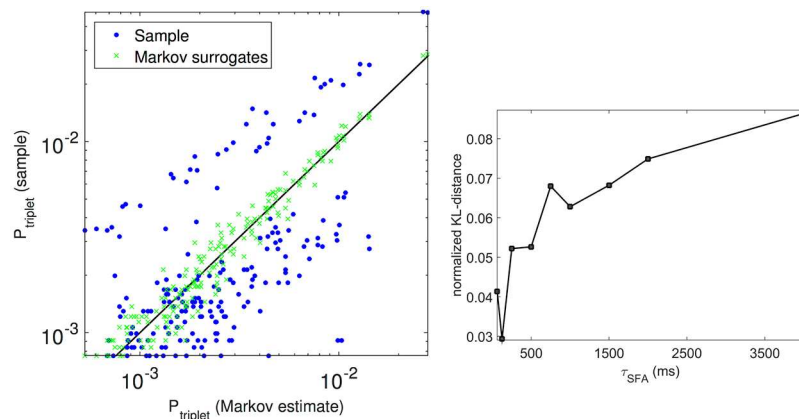 Sample
Markov surrogates
10^-2
10^-3
P_triplet (sample)
10^-3
10^-2
P_triplet (Markov estimate)
0.08
0.07
0.06
0.05
0.04
0.03
normalized KL-distance
500
1500
2500
3500
τ_SFA (ms)